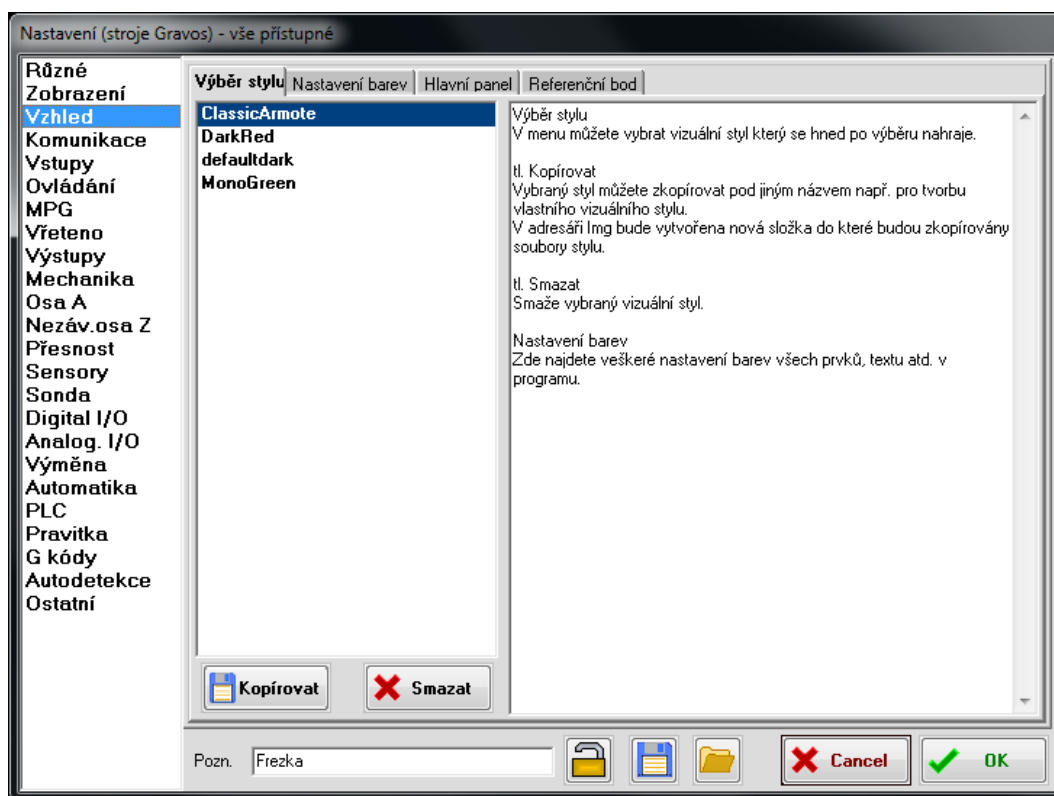 Nastavení (stroje Gravos) - vše přístupné
Různé
Zobrazení
Vzhled
Komunikace
Vstupy
Ovládání
MPG
Vřeteno
Výstupy
Mechanika
Osa A
Nezáv.osa Z
Přesnost
Sensory
Sonda
Digital I/O
Analog. I/O
Výměna
Automatika
PLC
Pravitka
G kódy
Autodetekce
Ostatní
Výběr stylu Nastavení barev Hlavní panel Referenční bod
ClassicArmote
DarkRed
defaultdark
MonoGreen
Výběr stylu
V menu můžete vybrat vizuální styl který se hned po výběru nahraje.
tl. Kopírovat
Vybraný styl můžete zkopírovat pod jiným názvem např. pro tvorbu
vlastního vizuálního stylu.
V adresáři Img bude vytvořena nová složka do které budou zkopírovány
soubory stylu.
tl. Smazat
Smaže vybraný vizuální styl.
Nastavení barev
Zde najdete veškeré nastavení barev všech prvků, textu atd. v
programu.
Kopírovat Smazat
Pozn. Frezka Cancel OK